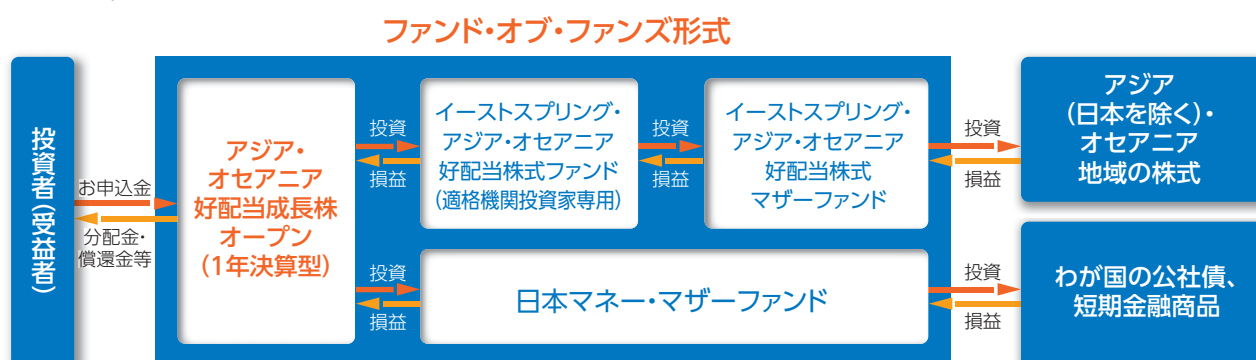 ファンド・オブ・ファンズ形式
投資者(受益者)
お申込金
分配金・
償還金等
アジア・
オセアニア
好配当成長株
オープン
(1年決算型)
投資
損益
イーストスプリング・
アジア・オセアニア
好配当株式ファンド
(適格機関投資家専用)
投資
損益
イーストスプリング・
アジア・オセアニア
好配当株式
マザーファンド
投資
損益
アジア
(日本を除く)・
オセアニア
地域の株式
投資
損益
日本マネー・マザーファンド
投資
損益
わが国の公社債、
短期金融商品